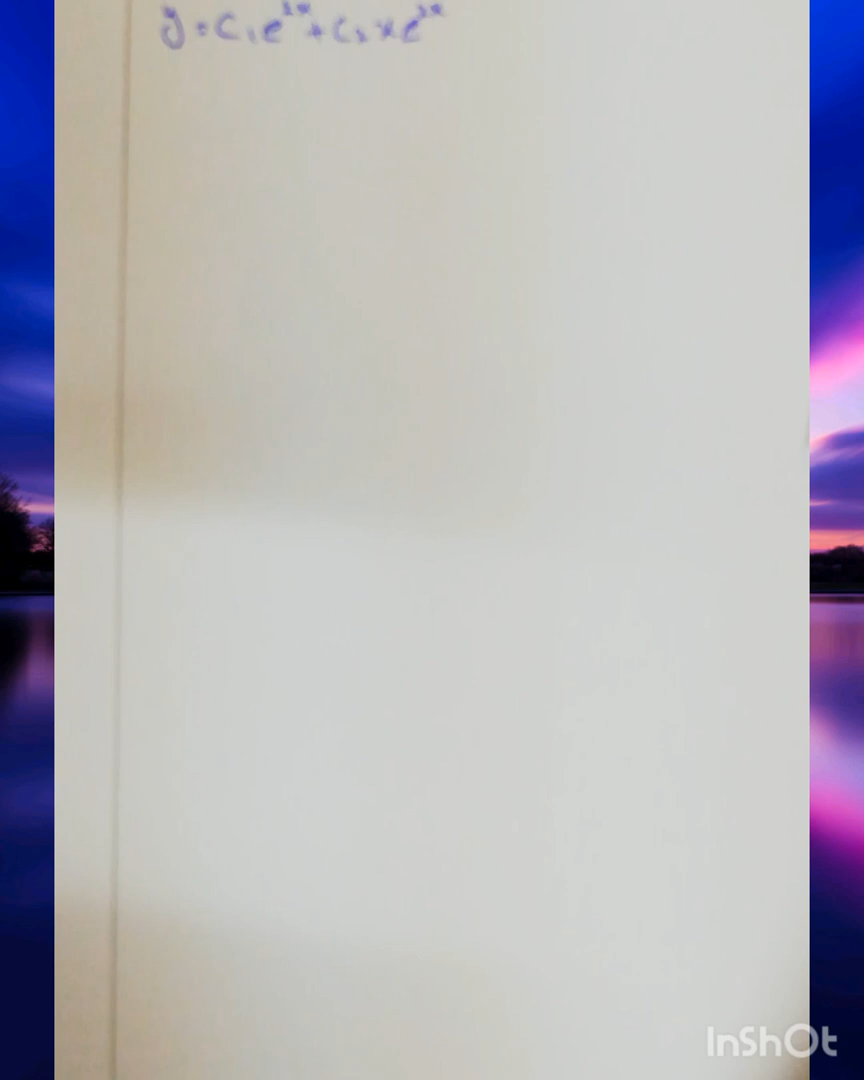 y = C₁e²ˣ + C₂xe²ˣ
InShOt